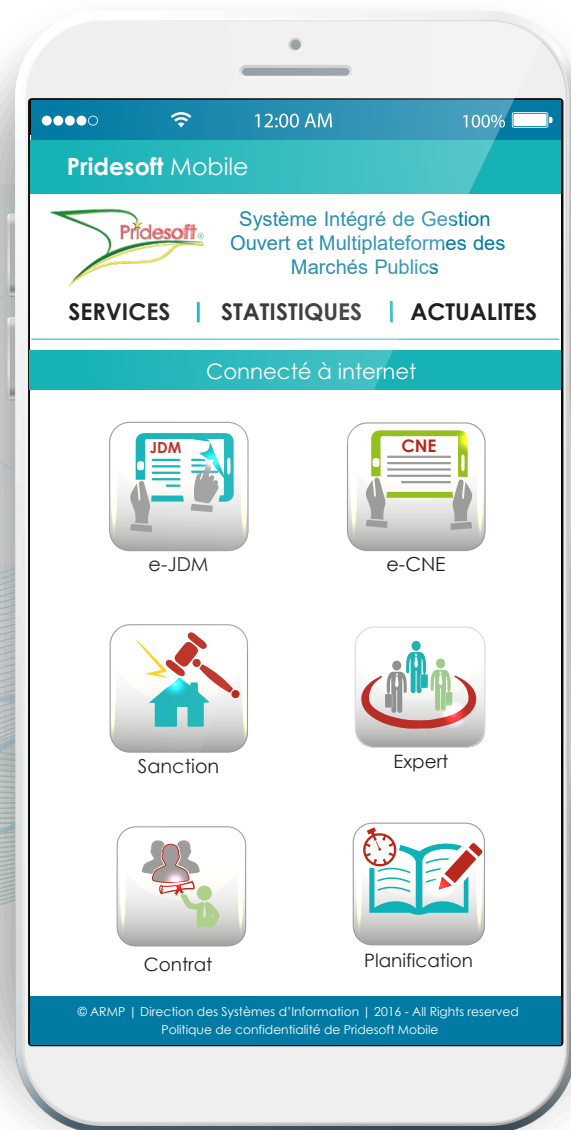 12:00 AM 100%
Pridesoft Mobile
Pridesoft®
Système Intégré de Gestion
Ouvert et Multiplateformes des
Marchés Publics
SERVICES | STATISTIQUES | ACTUALITES
Connecté à internet
JDM
CNE
e-JDM
e-CNE
Sanction
Expert
Contrat
Planification
© ARMP | Direction des Systèmes d'Information | 2016 - All Rights reserved
Politique de confidentialité de Pridesoft Mobile